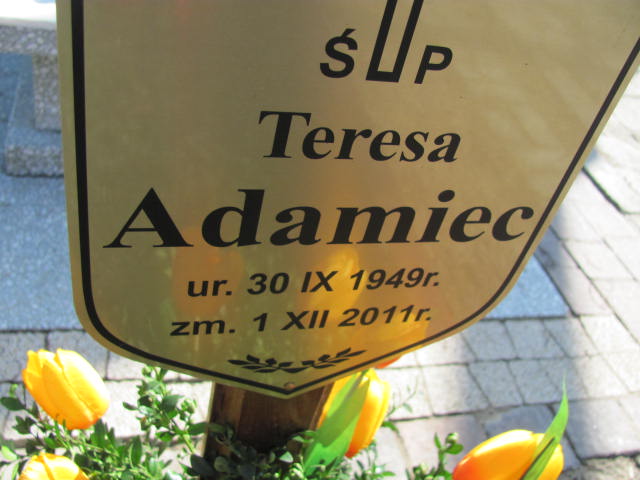 Ś P
Teresa
Adamiec
ur. 30 IX 1949r.
zm. 1 XII 2011r.